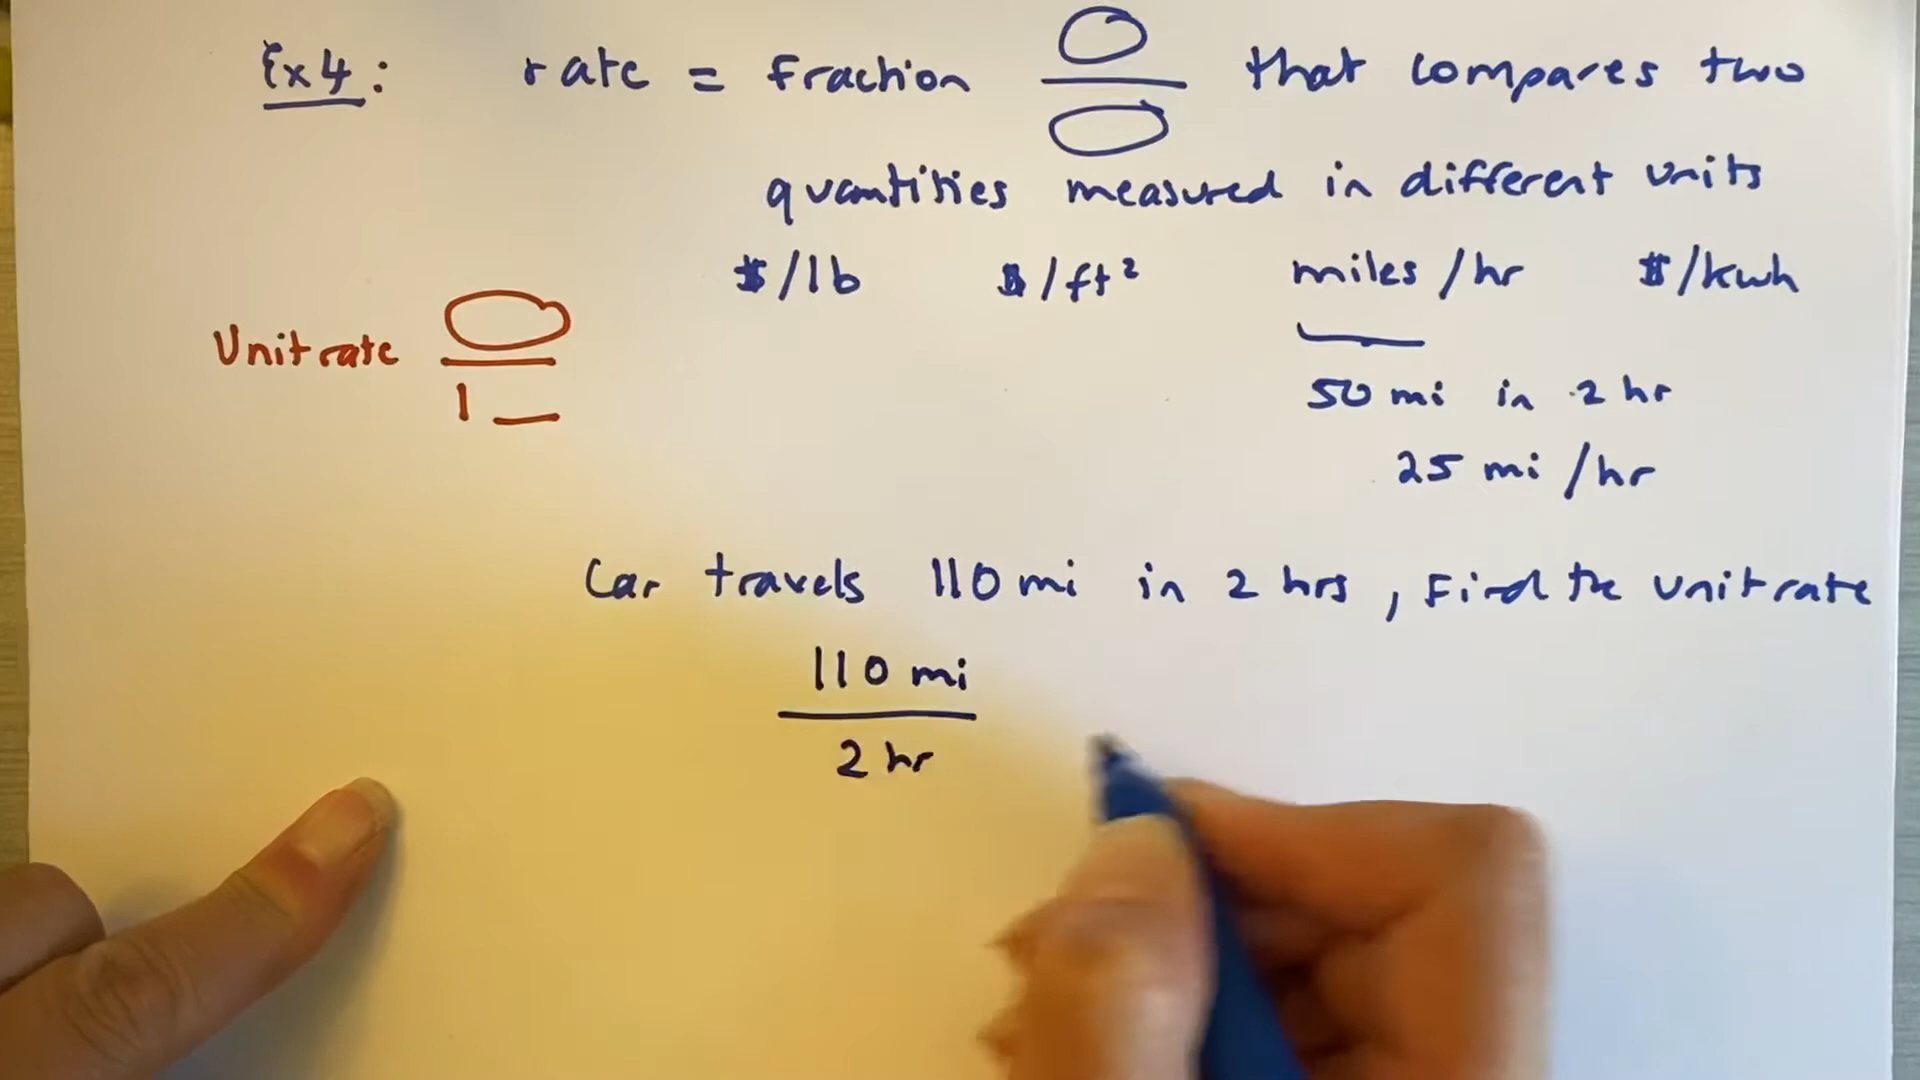 Ex 4: rate = fraction that compares two
quantities measured in different units
$/lb $/ft² miles/hr $/kwh
Unit rate
1
50 mi in 2 hr
25 mi/hr
Car travels 110 mi in 2 hrs, Find the unit rate
110 mi
2 hr